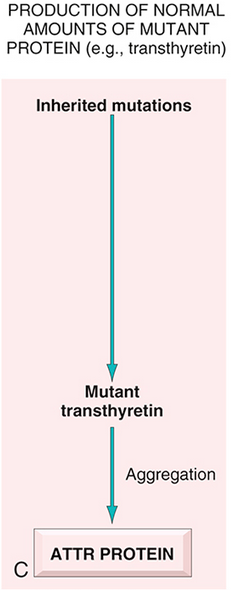 PRODUCTION OF NORMAL
AMOUNTS OF MUTANT
PROTEIN (e.g., transthyretin)
Inherited mutations
Mutant
transthyretin
Aggregation
ATTR PROTEIN
C